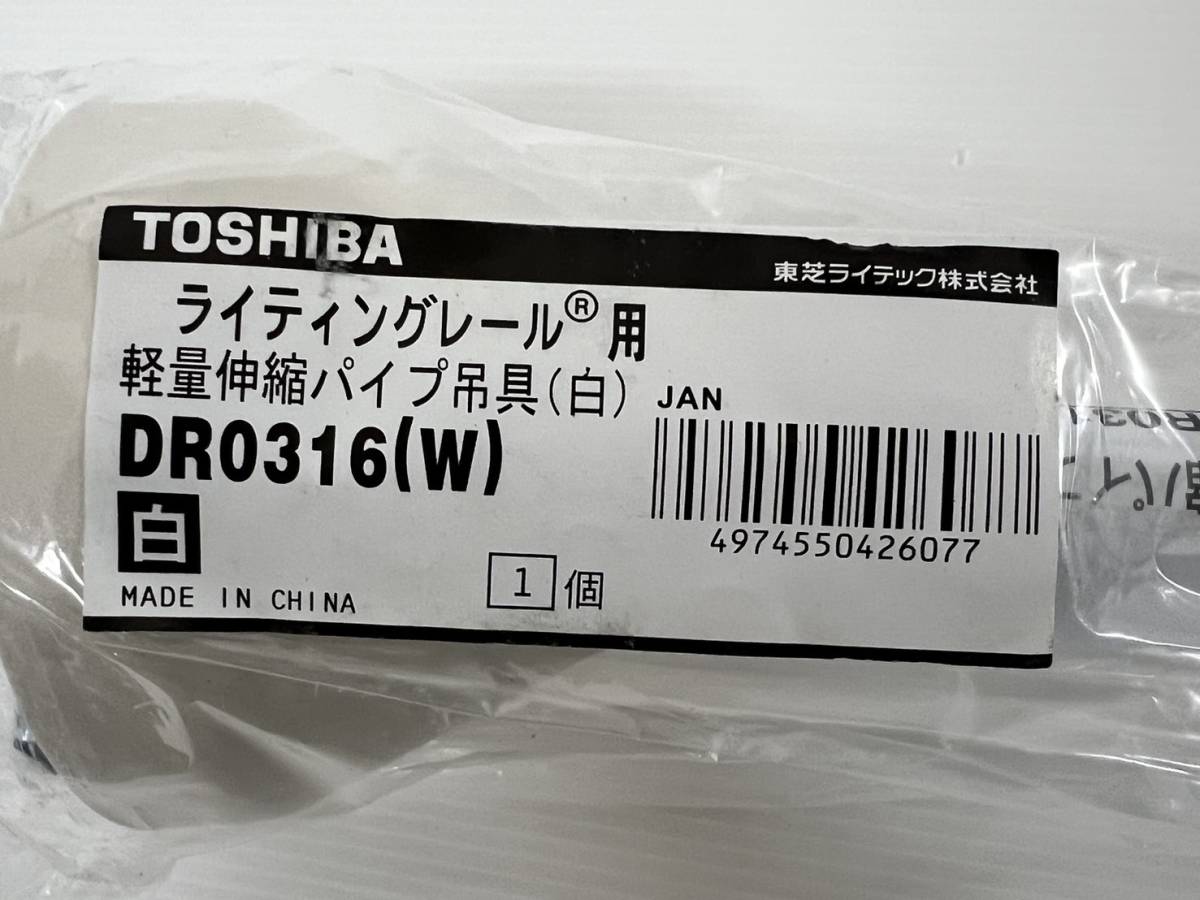 TOSHIBA
東芝ライテック株式会社
ライティングレール®用
軽量伸縮パイプ吊具(白)
DR0316(W)
JAN
4974550426077
白
MADE IN CHINA
1個